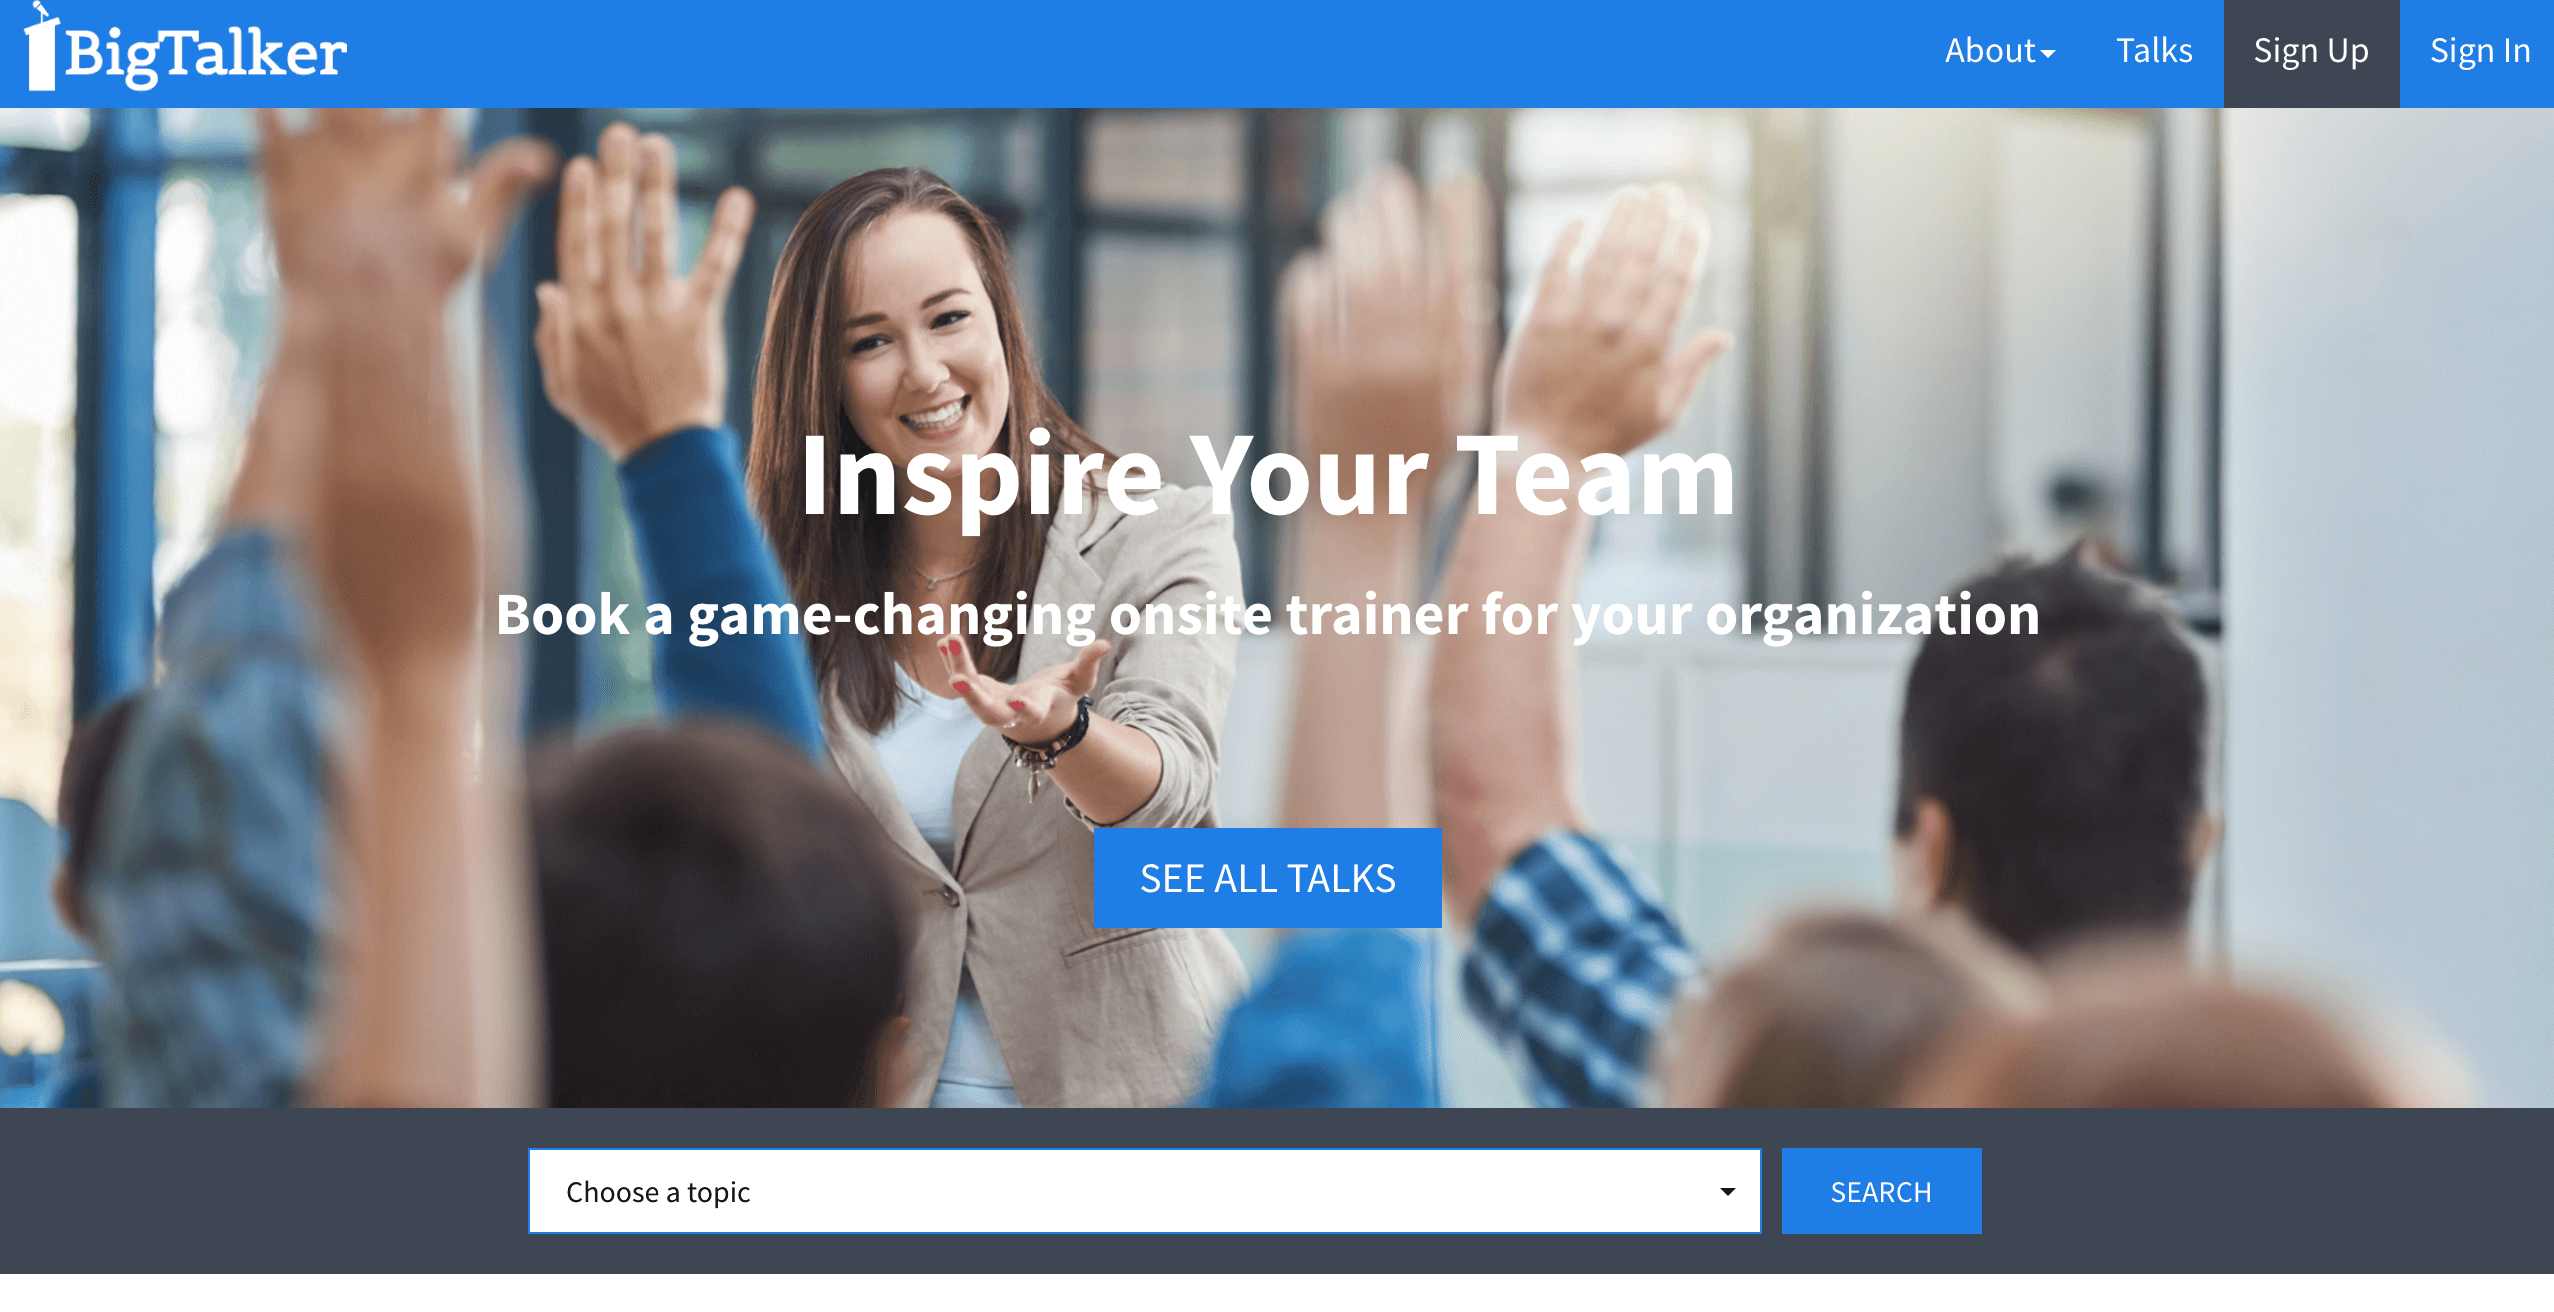 BigTalker
About
Talks
Sign Up
Sign In
Inspire Your Team
Book a game-changing onsite trainer for your organization
SEE ALL TALKS
Choose a topic
SEARCH